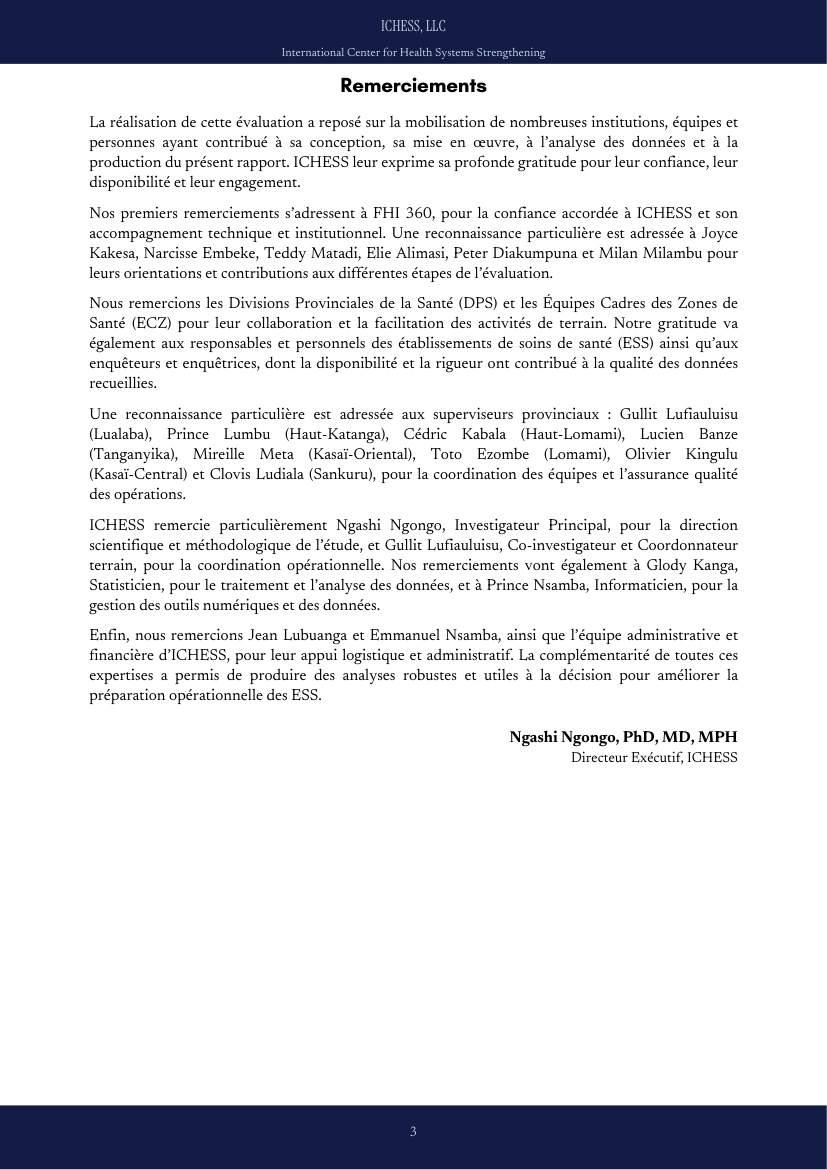 ICHESS, LLC
International Center for Health Systems Strengthening
Remerciements
La réalisation de cette évaluation a reposé sur la mobilisation de nombreuses institutions, équipes et
personnes ayant contribué à sa conception, sa mise en œuvre, à l’analyse des données et à la
production du présent rapport. ICHESS leur exprime sa profonde gratitude pour leur confiance, leur
disponibilité et leur engagement.
Nos premiers remerciements s’adressent à FHI 360, pour la confiance accordée à ICHESS et son
accompagnement technique et institutionnel. Une reconnaissance particulière est adressée à Joyce
Kakesa, Narcisse Embeke, Teddy Matadi, Elie Alimasi, Peter Diakumpuna et Milan Milambu pour
leurs orientations et contributions aux différentes étapes de l’évaluation.
Nous remercions les Divisions Provinciales de la Santé (DPS) et les Équipes Cadres des Zones de
Santé (ECZ) pour leur collaboration et la facilitation des activités de terrain. Notre gratitude va
également aux responsables et personnels des établissements de soins de santé (ESS) ainsi qu’aux
enquêteurs et enquêtrices, dont la disponibilité et la rigueur ont contribué à la qualité des données
recueillies.
Une reconnaissance particulière est adressée aux superviseurs provinciaux : Gullit Lufiauluisu
(Lualaba), Prince Lumbu (Haut-Katanga), Cédric Kabala (Haut-Lomami), Lucien Banze
(Tanganyika), Mireille Meta (Kasaï-Oriental), Toto Ezombe (Lomami), Olivier Kingulu
(Kasaï-Central) et Clovis Ludiala (Sankuru), pour la coordination des équipes et l’assurance qualité
des opérations.
ICHESS remercie particulièrement Ngashi Ngongo, Investigateur Principal, pour la direction
scientifique et méthodologique de l’étude, et Gullit Lufiauluisu, Co-investigateur et Coordonnateur
terrain, pour la coordination opérationnelle. Nos remerciements vont également à Glody Kanga,
Statisticien, pour le traitement et l’analyse des données, et à Prince Nsamba, Informaticien, pour la
gestion des outils numériques et des données.
Enfin, nous remercions Jean Lubuanga et Emmanuel Nsamba, ainsi que l’équipe administrative et
financière d’ICHESS, pour leur appui logistique et administratif. La complémentarité de toutes ces
expertises a permis de produire des analyses robustes et utiles à la décision pour améliorer la
préparation opérationnelle des ESS.
Ngashi Ngongo, PhD, MD, MPH
Directeur Exécutif, ICHESS
3